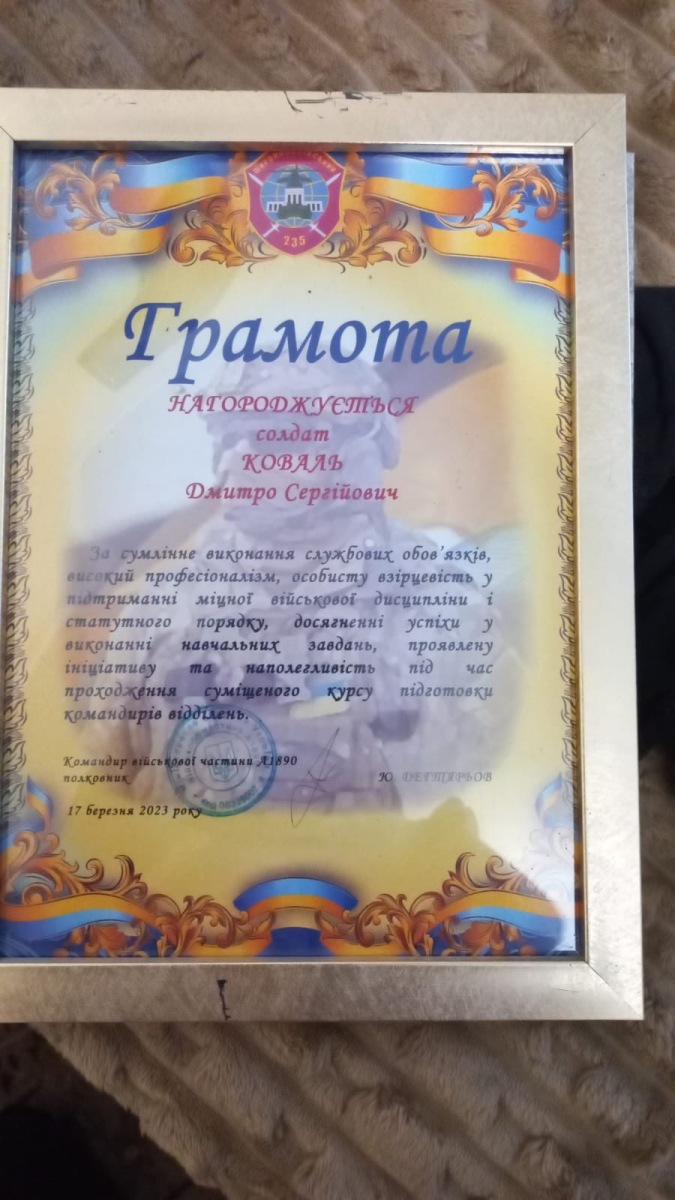 235
Грамота
НАГОРОДЖУЄТЬСЯ
солдат
КОВАЛЬ
Дмитро Сергійович
За сумлінне виконання службових обов’язків,
високий професіоналізм, особисту взірцевість у
підтриманні міцної військової дисципліни і
статутного порядку, досягненні успіхи у
виконанні навчальних завдань, проявлену
ініціативу та наполегливість під час
проходження суміщеного курсу підготовки
командирів відділень.
Командир військової частини А1890
полковник Ю. ДЕГТЯРЬОВ
17 березня 2023 року